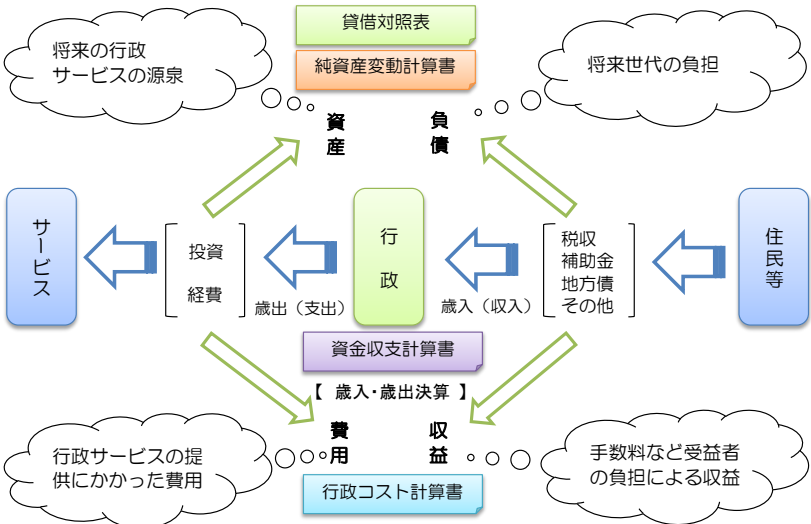 貸借対照表
純資産変動計算書
将来の行政
サービスの源泉
将来世代の負担
資産
負債
サービス
投資
経費
歳出（支出）
行政
歳入（収入）
税収
補助金
地方債
その他
住民等
資金収支計算書
【 歳入・歳出決算 】
費用
収益
行政サービスの提
供にかかった費用
手数料など受益者
の負担による収益
行政コスト計算書